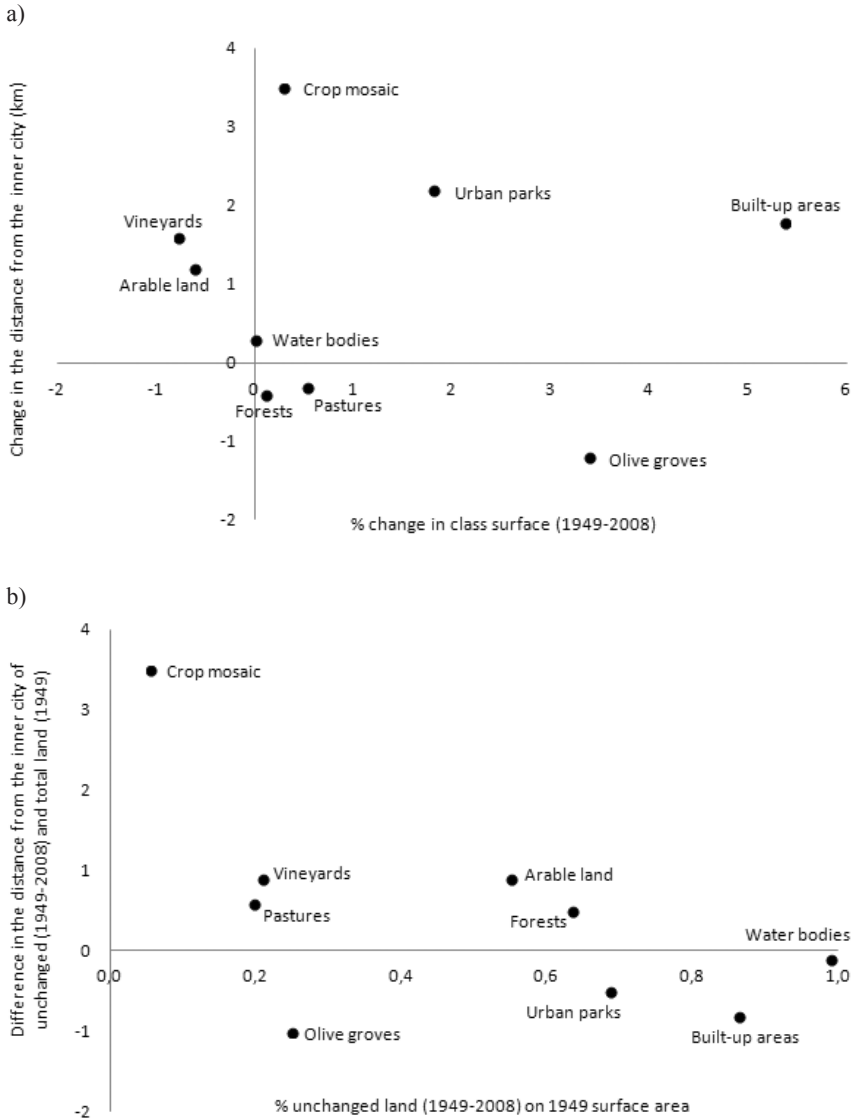 a)
Change in the distance from the inner city (km)
4
Crop mosaic
3
Urban parks
Built-up areas
2
Vineyards
1
Arable land
Water bodies
0
-2
-1
0
1
2
3
4
5
6
Forests
Pastures
-1
Olive groves
-2
% change in class surface (1949-2008)
b)
Difference in the distance from the inner city of
unchanged (1949-2008) and total land (1949)
4
Crop mosaic
3
2
1
Vineyards
Arable land
Pastures
Forests
Water bodies
0
0,0
0,2
0,4
0,6
0,8
1,0
Urban parks
-1
Olive groves
Built-up areas
-2
% unchanged land (1949-2008) on 1949 surface area